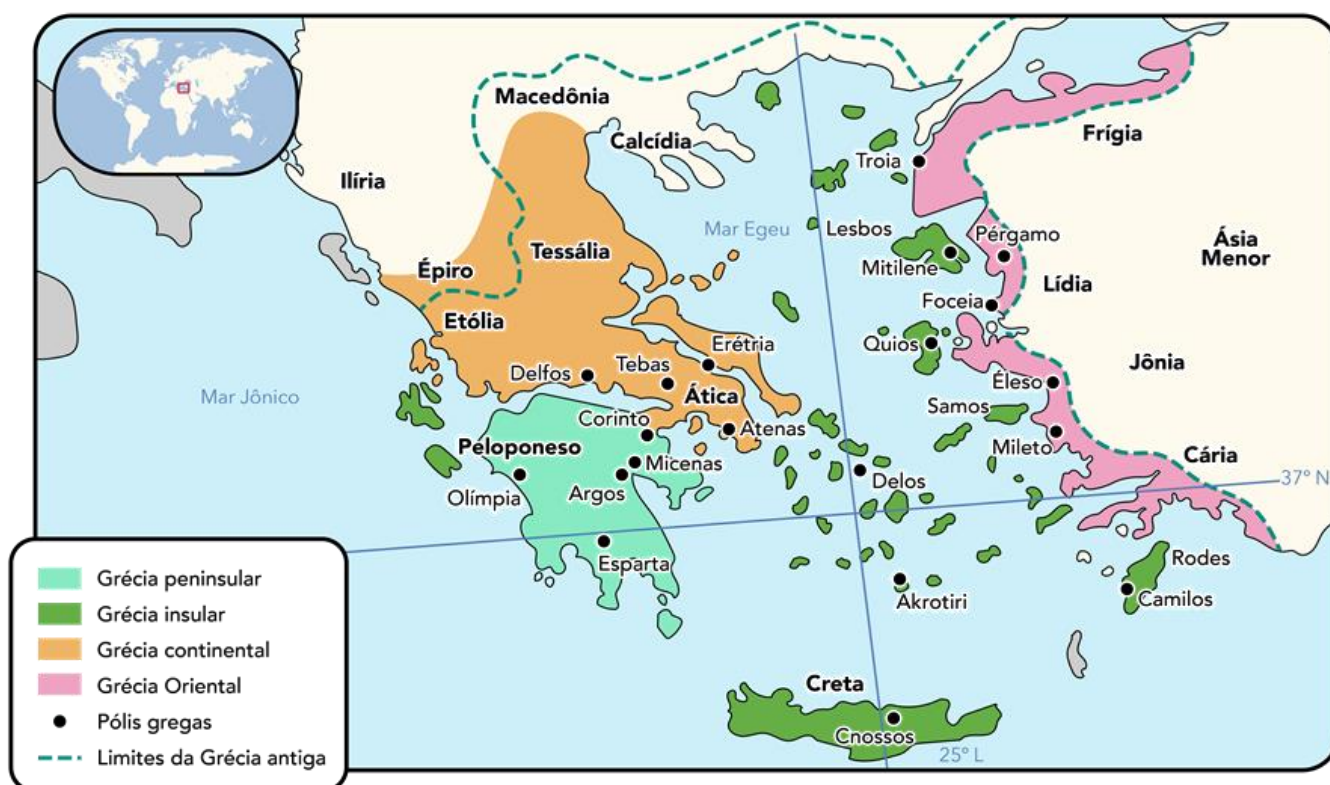 Macedônia
Calcídia
Ilíria
Frígia
Troia
Mar Egeu
Lesbos
Pérgamo
Ásia
Menor
Tessália
Mitilene
Épiro
Lídia
Foceia
Etólia
Quios
Erétria
Jônia
Delfos
Tebas
Éleso
Mar Jônico
Ática
Samos
Corinto
Atenas
Mileto
Peloponeso
Micenas
Cária
Delos
37° N
Olímpia
Argos
Esparta
Rodes
Akrotiri
Camilos
Creta
Cnossos
25° L
Grécia peninsular
Grécia insular
Grécia continental
Grécia Oriental
Pólis gregas
Limites da Grécia antiga